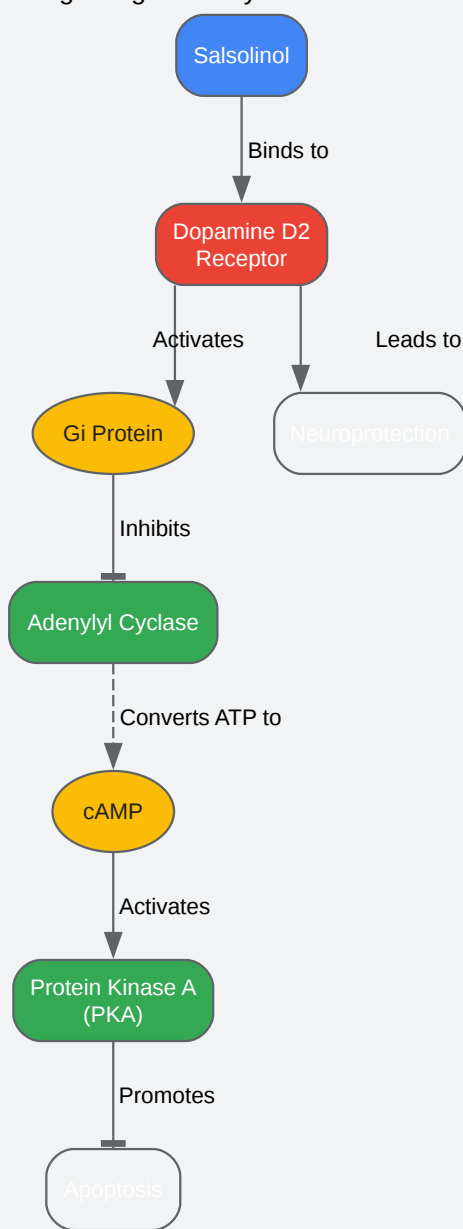 Salsolinol
Binds to
Dopamine D2
Receptor
Activates
Leads to
Gi Protein
Neuroprotection
Inhibits
Adenylyl Cyclase
Converts ATP to
cAMP
Activates
Protein Kinase A
(PKA)
Promotes
Apoptosis